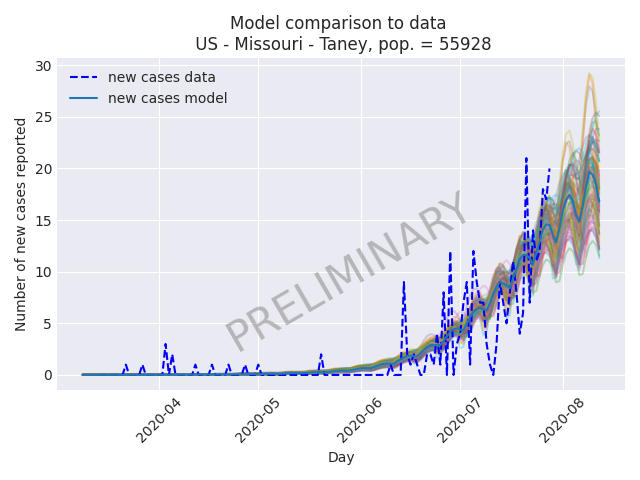 Model comparison to data
US - Missouri - Taney, pop. = 55928
new cases data
new cases model
PRELIMINARY
Number of new cases reported
30
25
20
15
10
5
0
2020-04
2020-05
2020-06
2020-07
2020-08
Day